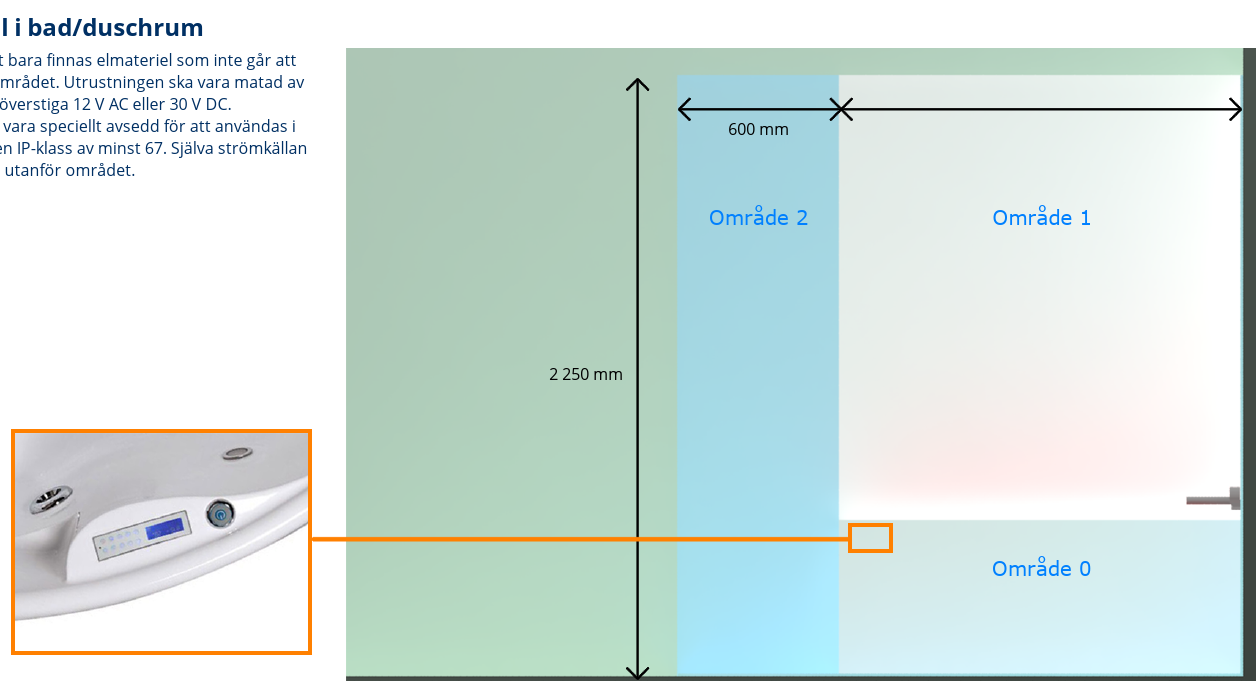 l i bad/duschrum
t bara finnas elmateriel som inte går att
mrådet. Utrustningen ska vara matad av
överstiga 12 V AC eller 30 V DC.
vara speciellt avsedd för att användas i
en IP-klass av minst 67. Själva strömkällan
utanför området.
600 mm
Område 2
Område 1
2 250 mm
Område 0